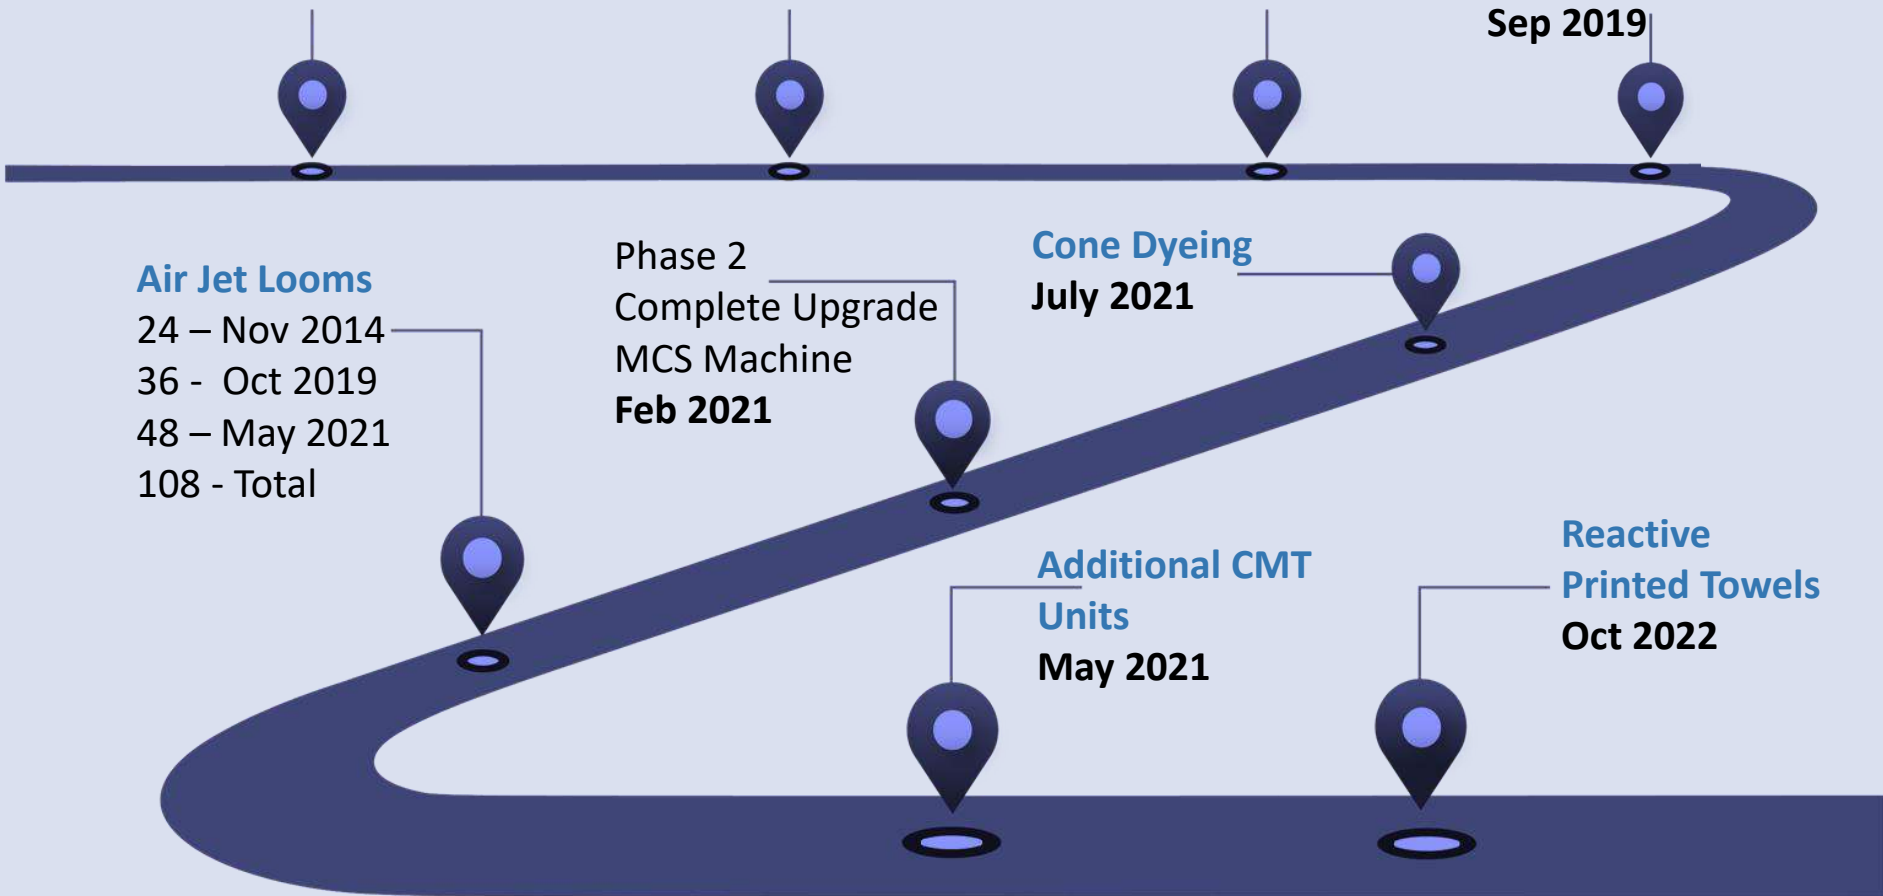 Sep 2019
Air Jet Looms
24 – Nov 2014
36 -  Oct 2019
48 – May 2021
108 - Total
Phase 2
Complete Upgrade
MCS Machine
Feb 2021
Cone Dyeing
July 2021
Additional CMT
Units
May 2021
Reactive
Printed Towels
Oct 2022